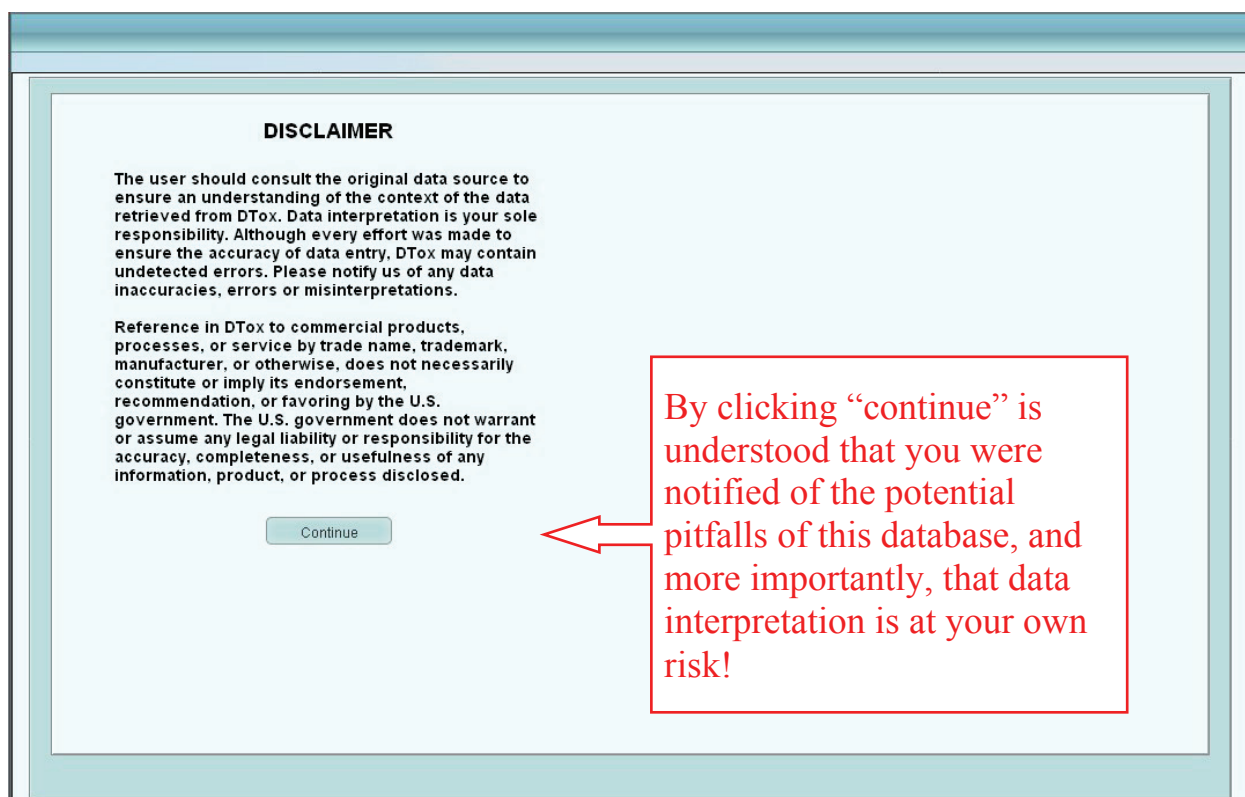 DISCLAIMER
The user should consult the original data source to
ensure an understanding of the context of the data
retrieved from DTox. Data interpretation is your sole
responsibility. Although every effort was made to
ensure the accuracy of data entry, DTox may contain
undetected errors. Please notify us of any data
inaccuracies, errors or misinterpretations.
Reference in DTox to commercial products,
processes, or service by trade name, trademark,
manufacturer, or otherwise, does not necessarily
constitute or imply its endorsement,
recommendation, or favoring by the U.S.
government. The U.S. government does not warrant
or assume any legal liability or responsibility for the
accuracy, completeness, or usefulness of any
information, product, or process disclosed.
Continue
By clicking “continue” is
understood that you were
notified of the potential
pitfalls of this database, and
more importantly, that data
interpretation is at your own
risk!